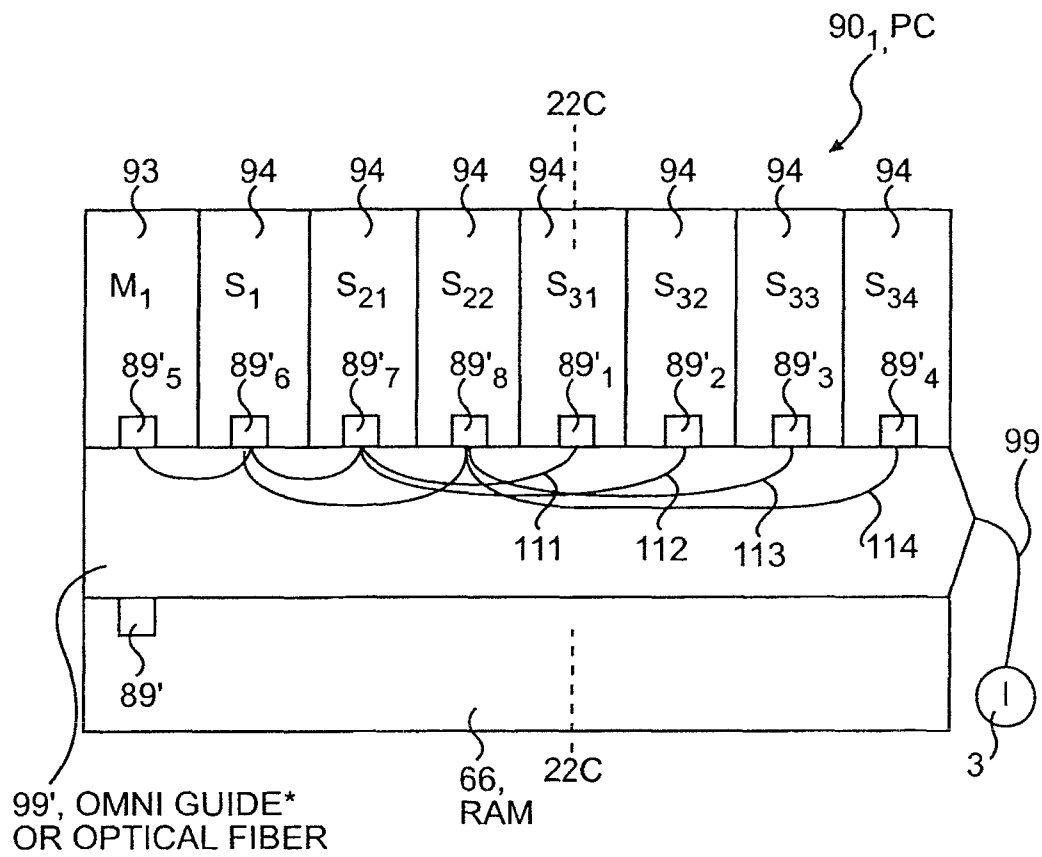 90₁, PC
22C
93 94 94 94 94 94 94 94
M₁ S₁ S₂₁ S₂₂ S₃₁ S₃₂ S₃₃ S₃₄
89'₅ 89'₆ 89'₇ 89'₈ 89'₁ 89'₂ 89'₃ 89'₄
99
111 112 113 114
89'
I
3
22C
66,
RAM
99', OMNI GUIDE*
OR OPTICAL FIBER